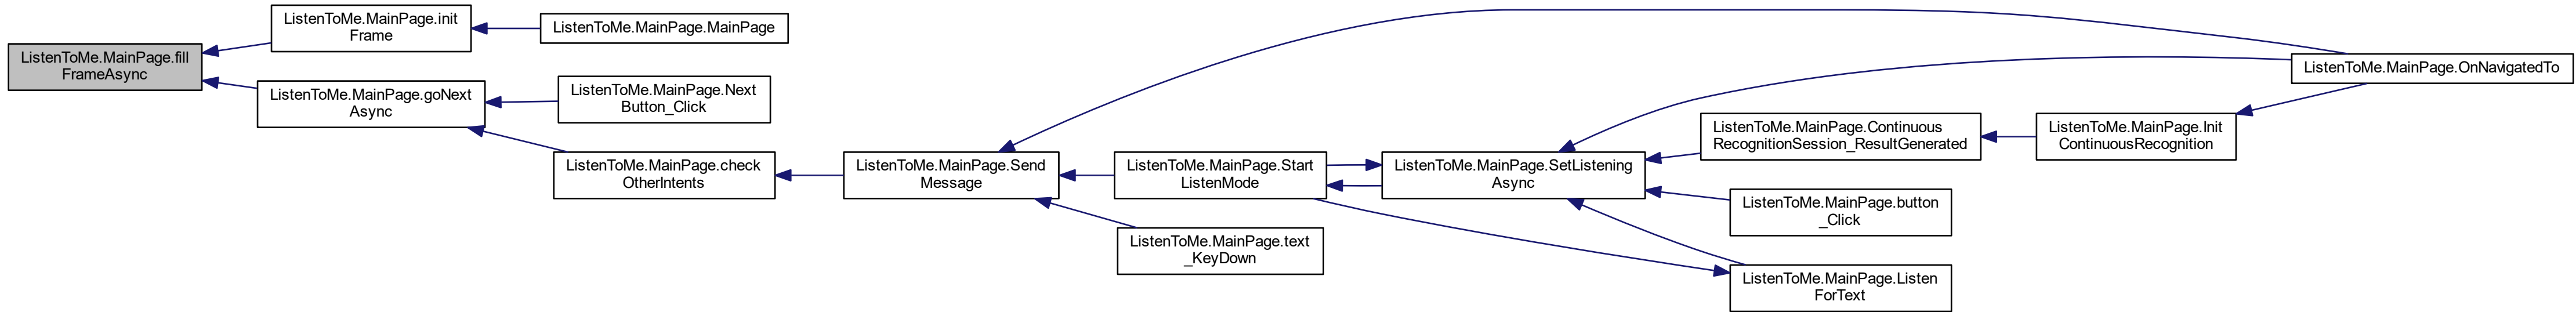 ListenToMe.MainPage.fill
FrameAsync
ListenToMe.MainPage.init
Frame
ListenToMe.MainPage.MainPage
ListenToMe.MainPage.goNext
Async
ListenToMe.MainPage.Next
Button_Click
ListenToMe.MainPage.check
OtherIntents
ListenToMe.MainPage.Send
Message
ListenToMe.MainPage.Start
ListenMode
ListenToMe.MainPage.text
_KeyDown
ListenToMe.MainPage.SetListening
Async
ListenToMe.MainPage.Continuous
RecognitionSession_ResultGenerated
ListenToMe.MainPage.button
_Click
ListenToMe.MainPage.Listen
ForText
ListenToMe.MainPage.Init
ContinuousRecognition
ListenToMe.MainPage.OnNavigatedTo